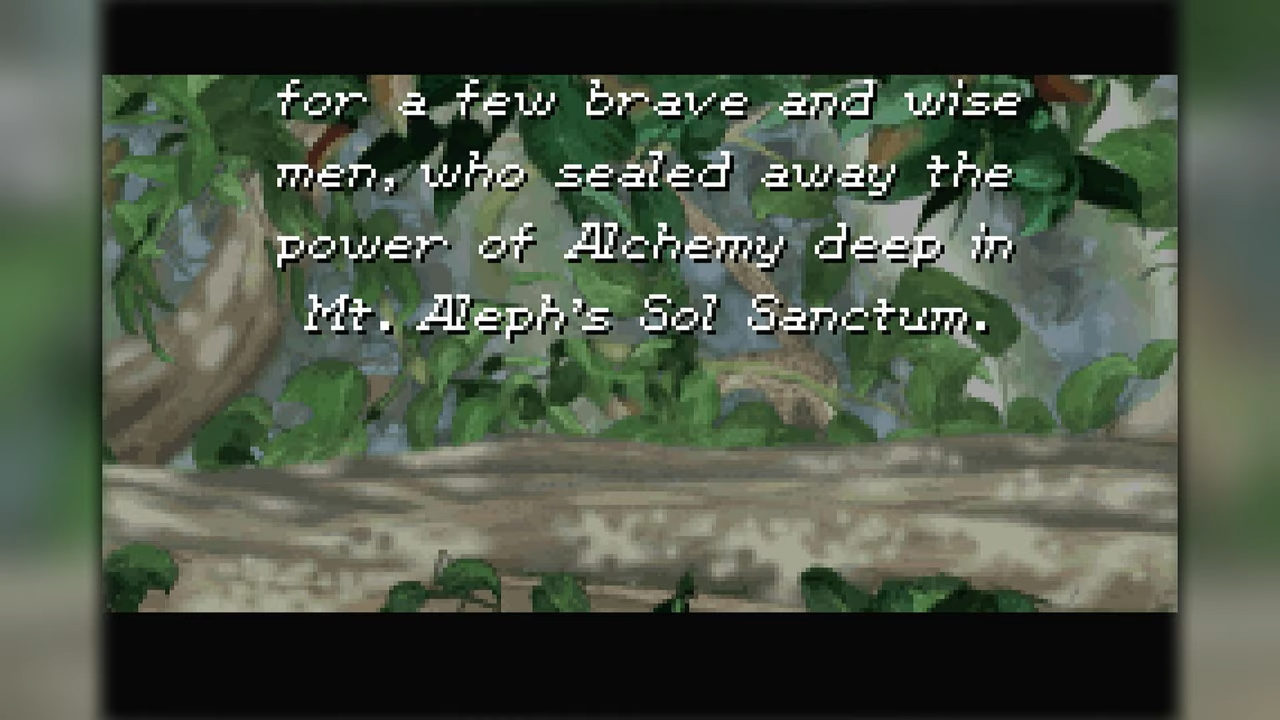 for a few brave and wise
men, who sealed away the
power of Alchemy deep in
Mt. Aleph's Sol Sanctum.